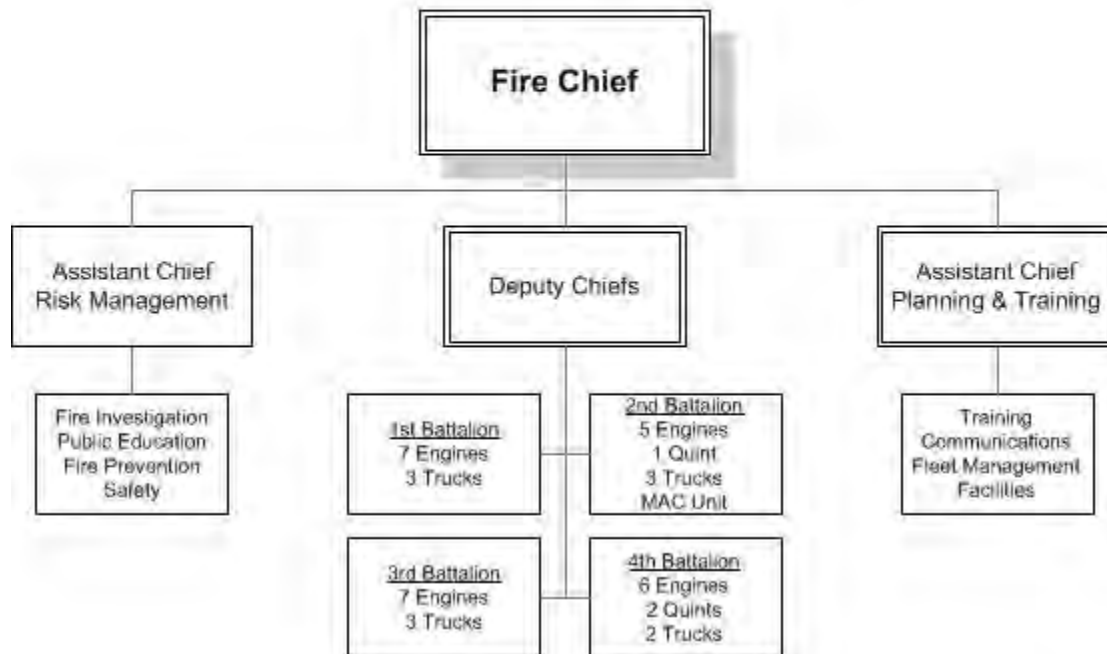 Fire Chief
Assistant Chief
Risk Management
Deputy Chiefs
Assistant Chief
Planning & Training
Fire Investigation
Public Education
Fire Prevention
Safety
1st Battalion
7 Engines
3 Trucks
2nd Battalion
5 Engines
1 Quint
3 Trucks
MAC Unit
Training
Communications
Fleet Management
Facilities
3rd Battalion
7 Engines
3 Trucks
4th Battalion
6 Engines
2 Quints
2 Trucks